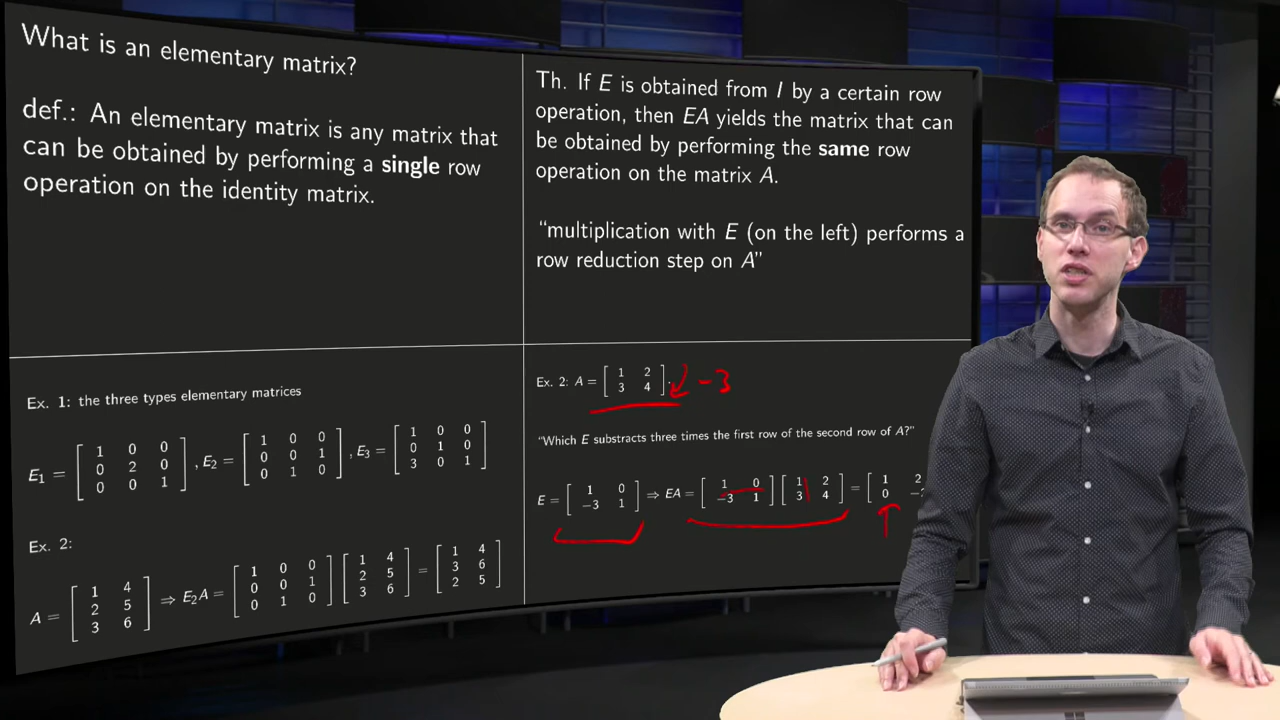 What is an elementary matrix?
def.: An elementary matrix is any matrix that
can be obtained by performing a single row
operation on the identity matrix.
Th. If E is obtained from I by a certain row
operation, then EA yields the matrix that can
be obtained by performing the same row
operation on the matrix A.
“multiplication with E (on the left) performs a
row reduction step on A”
Ex. 1: the three types elementary matrices
E₁ = [ 1 0 0 ; 0 2 0 ; 0 0 1 ], E₂ = [ 1 0 0 ; 0 0 1 ; 0 1 0 ], E₃ = [ 1 0 0 ; 0 1 0 ; 3 0 1 ]
Ex. 2:
A = [ 1 4 ; 2 5 ; 3 6 ] ⇒ E₂A = [ 1 0 0 ; 0 0 1 ; 0 1 0 ] [ 1 4 ; 2 5 ; 3 6 ] = [ 1 4 ; 3 6 ; 2 5 ]
Ex. 2: A = [ 1 2 ; 3 4 ]. -3
“Which E substracts three times the first row of the second row of A?”
E = [ 1 0 ; -3 1 ] ⇒ EA = [ 1 0 ; -3 1 ] [ 1 2 ; 3 4 ] = [ 1 2 ; 0